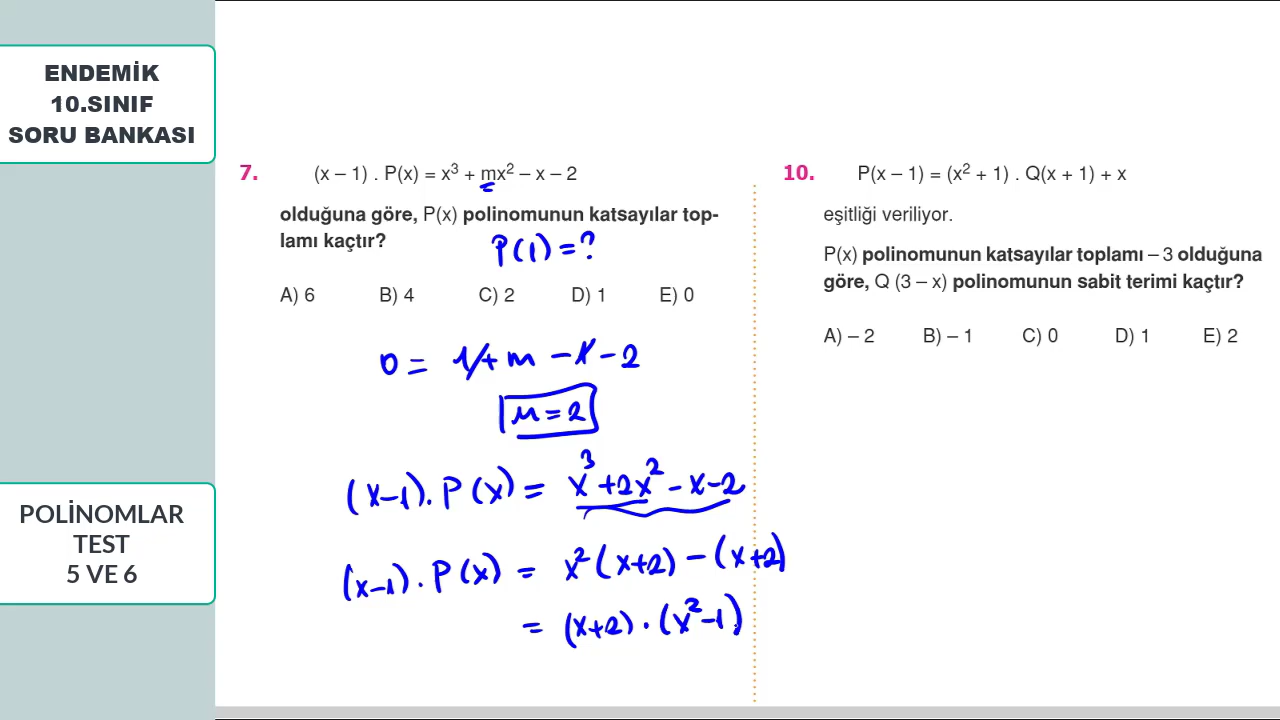 ENDEMİK
10.SINIF
SORU BANKASI
POLİNOMLAR
TEST
5 VE 6
7. (x – 1) . P(x) = x³ + mx² – x – 2
olduğuna göre, P(x) polinomunun katsayılar top-
lamı kaçtır?
P(1) = ?
A) 6 B) 4 C) 2 D) 1 E) 0
0 = 1 + m - 1 - 2
m = 2
(x-1). P(x) = x³ +2x² - x-2
(x-1). P(x) = x² (x+2) - (x+2)
= (x+2) . (x²-1)
10. P(x – 1) = (x² + 1) . Q(x + 1) + x
eşitliği veriliyor.
P(x) polinomunun katsayılar toplamı – 3 olduğuna
göre, Q (3 – x) polinomunun sabit terimi kaçtır?
A) – 2 B) – 1 C) 0 D) 1 E) 2